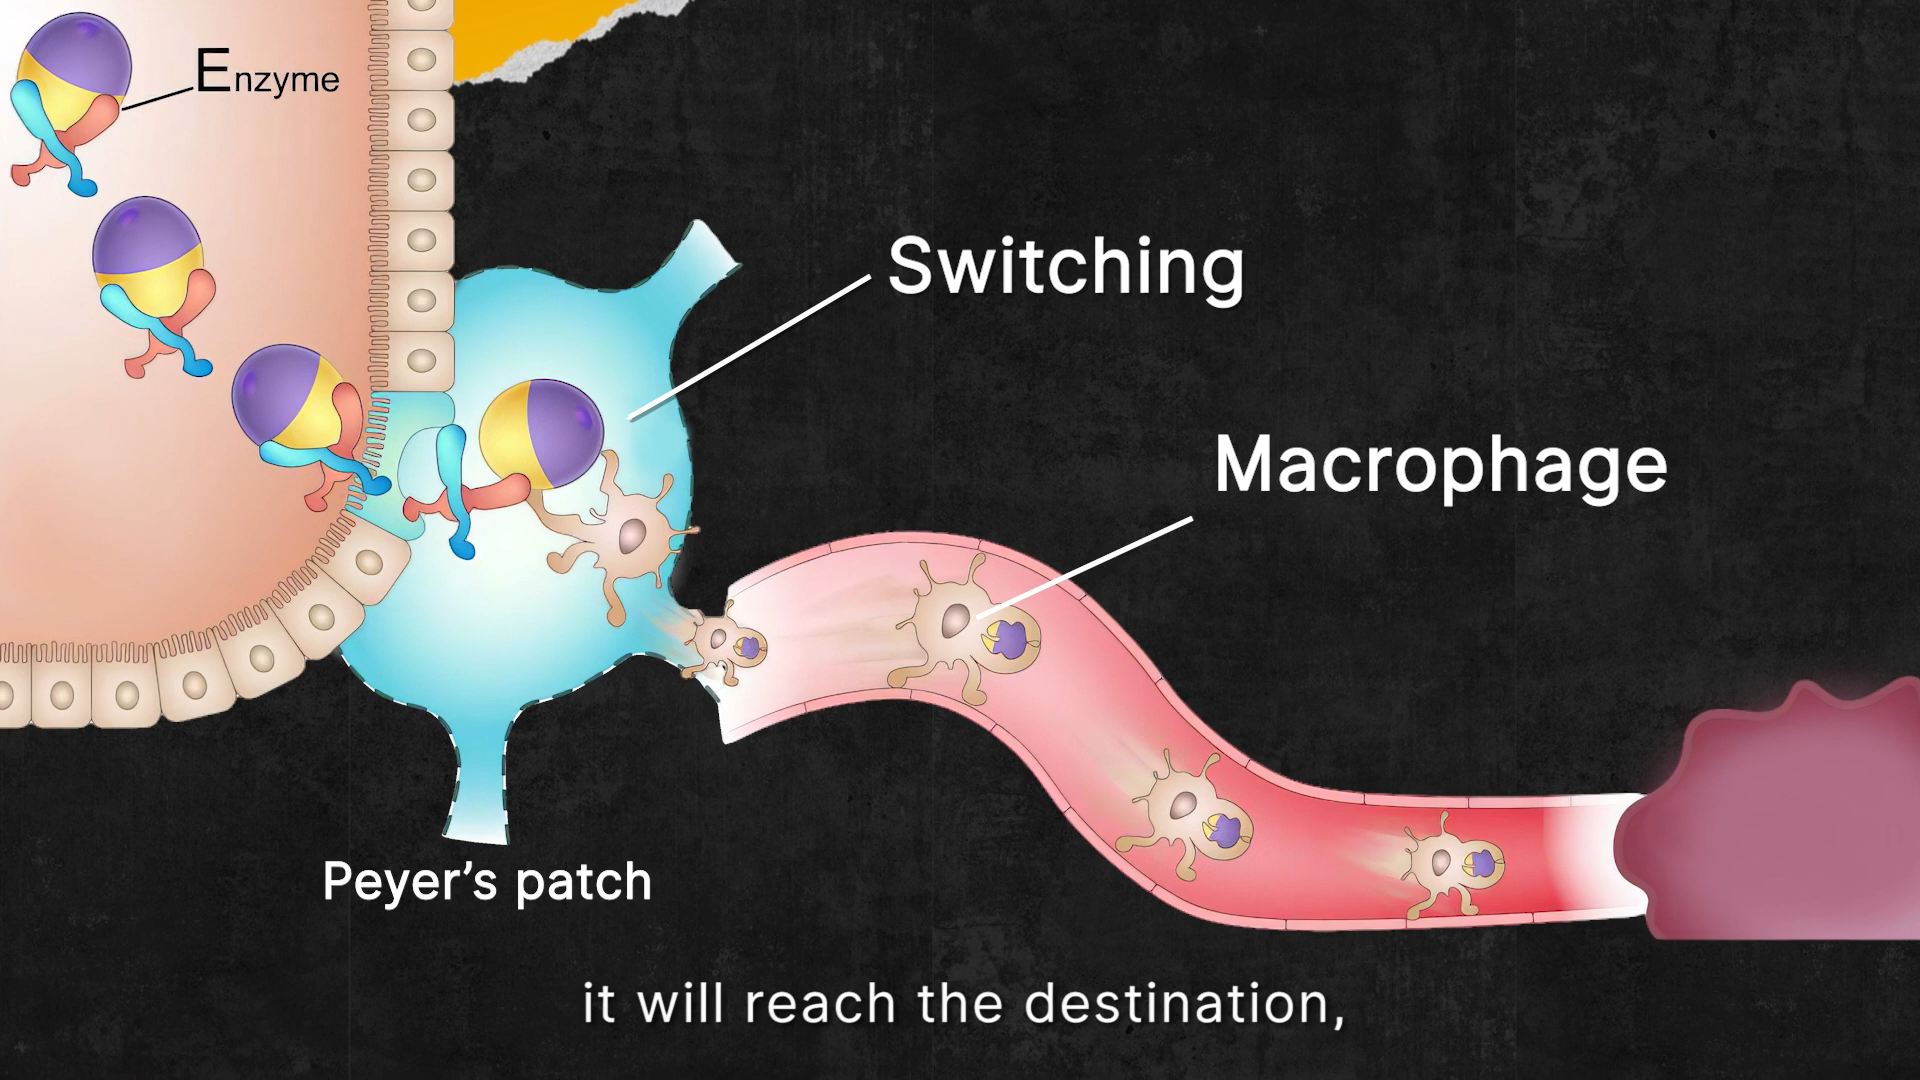 Enzyme
Switching
Macrophage
Peyer’s patch
it will reach the destination,